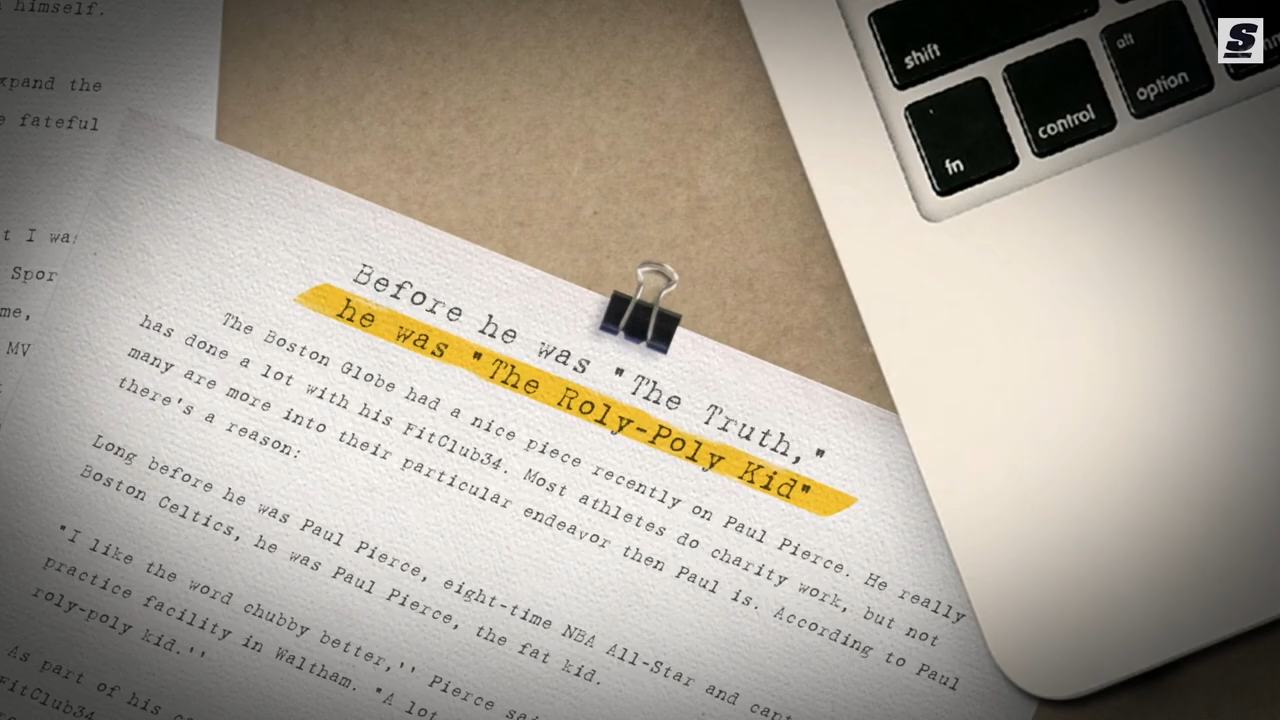 himself.
xpand the
e fateful
t I was
Spor
me,
MV
Before he was "The Truth,"
he was "The Roly-Poly Kid"
The Boston Globe had a nice piece recently on Paul Pierce. He really
has done a lot with his FitClub34. Most athletes do charity work, but not
many are more into their particular endeavor then Paul is. According to Paul
there's a reason:
Long before he was Paul Pierce, eight-time NBA All-Star and capt
Boston Celtics, he was Paul Pierce, the fat kid.
"I like the word chubby better,'' Pierce sai
practice facility in Waltham. "A lot
roly-poly kid.''
As part of his
FitClub34
shift
fn
control
alt
option
S